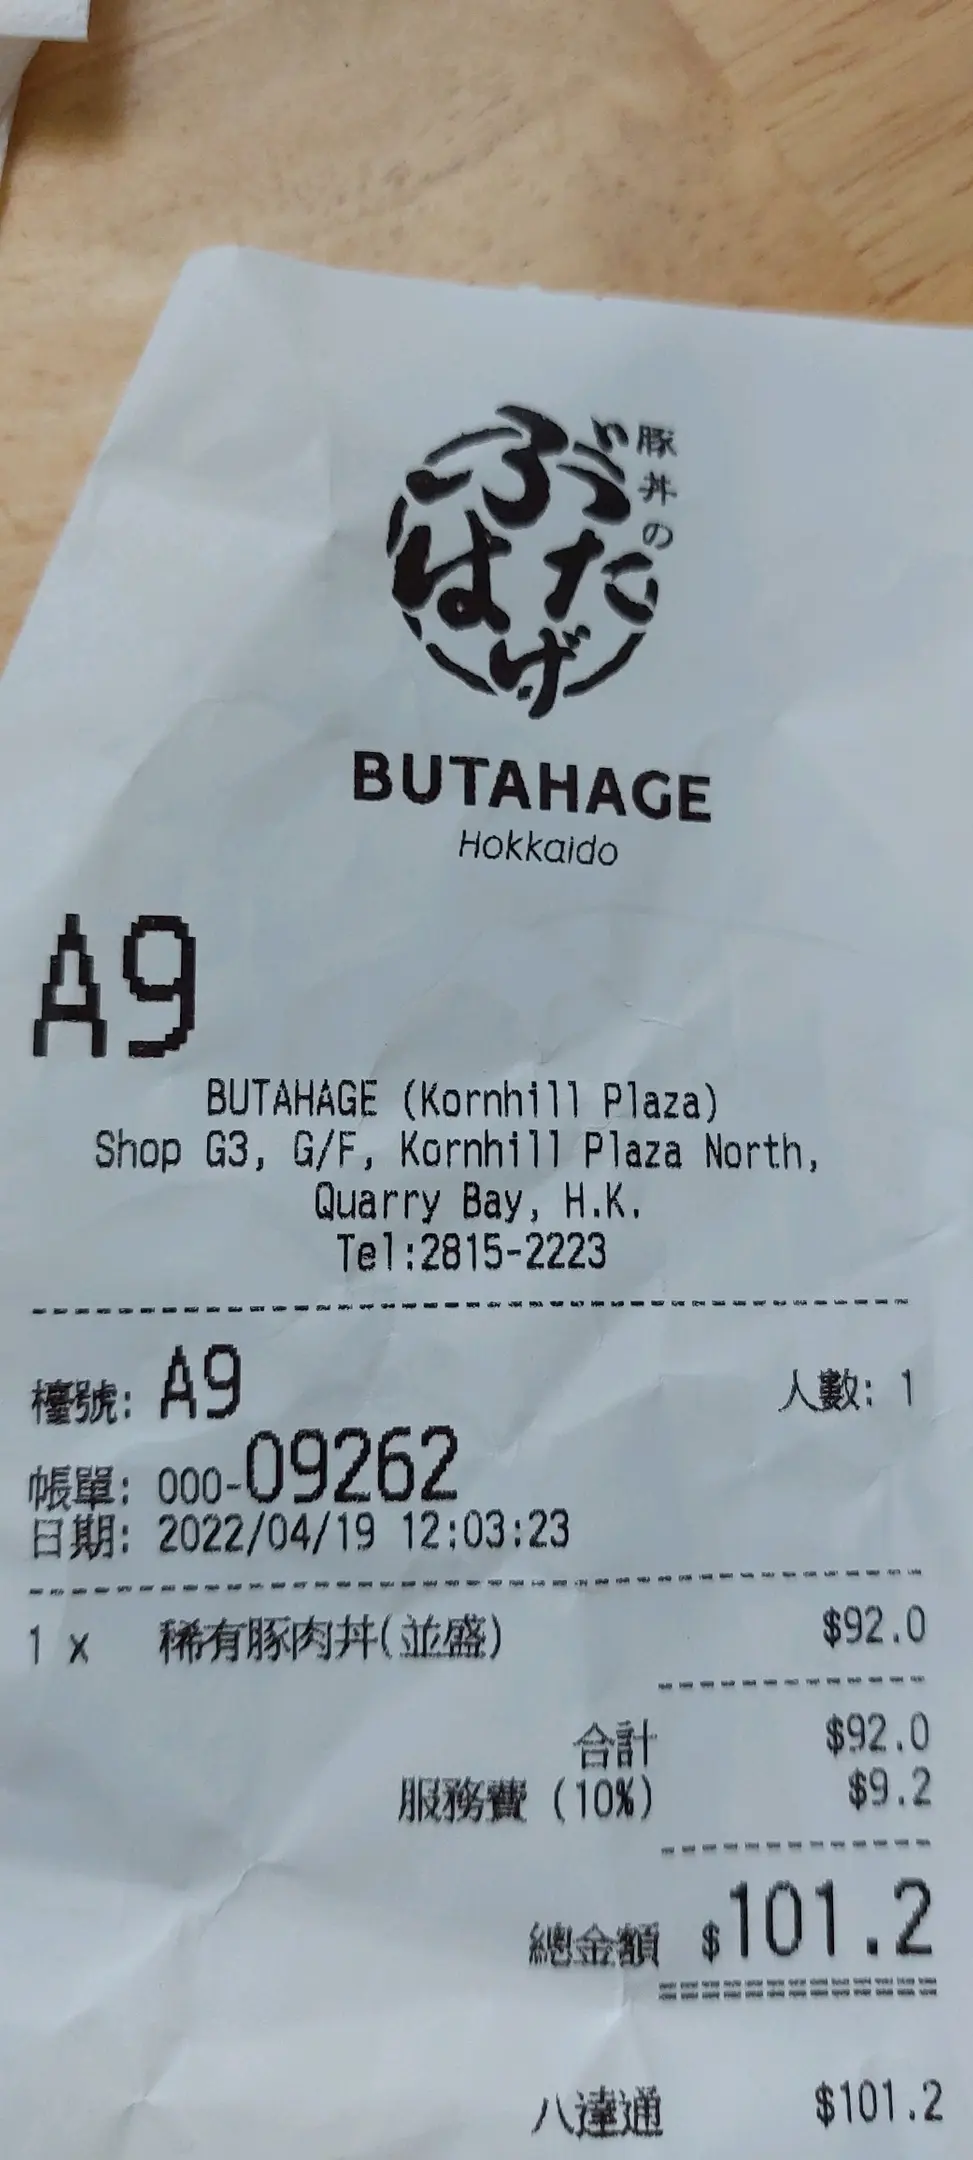 豚丼の
ぶた
はげ
BUTAHAGE
Hokkaido
A9
BUTAHAGE (Kornhill Plaza)
Shop G3, G/F, Kornhill Plaza North,
Quarry Bay, H.K.
Tel:2815-2223
檯號: A9 人數: 1
帳單: 000-09262
日期: 2022/04/19 12:03:23
1 x 稀有豚肉丼(並盛) $92.0
合計 $92.0
服務費 (10%) $9.2
總金額 $101.2
八達通 $101.2